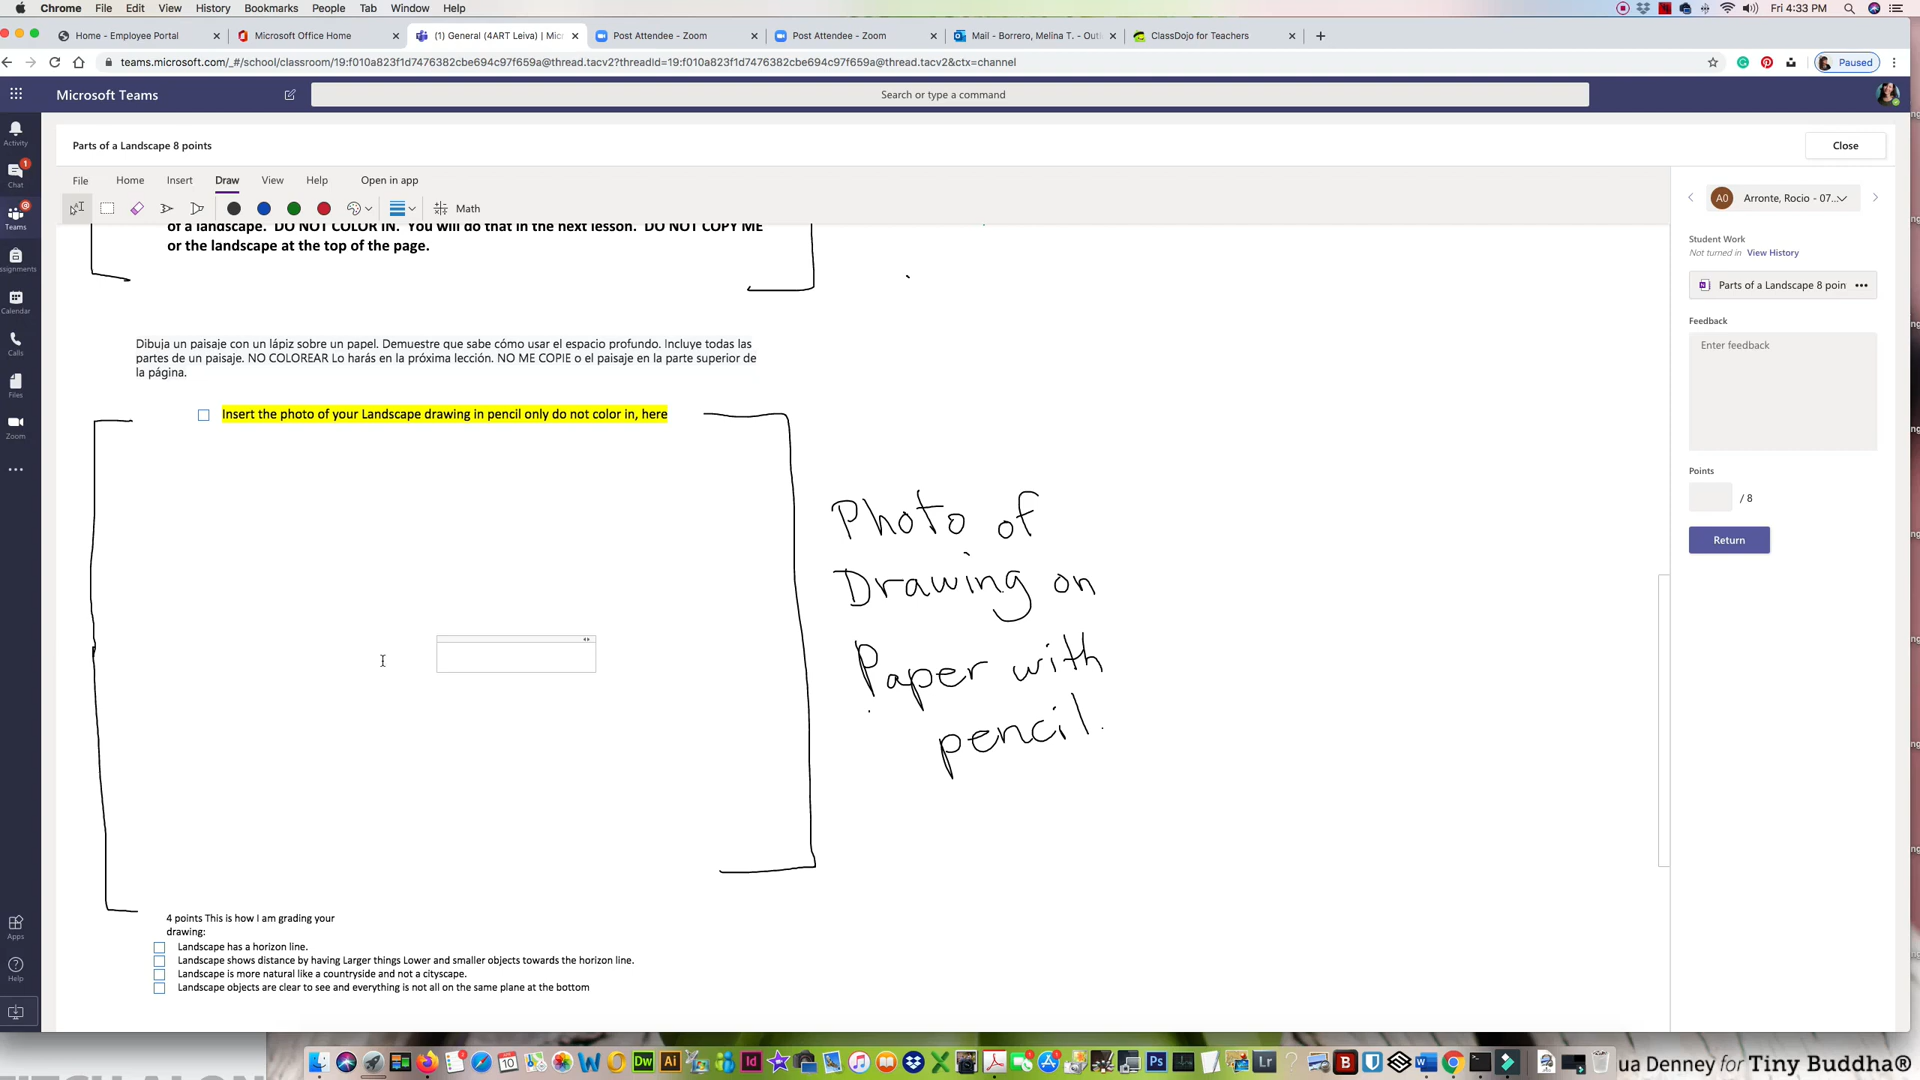 Chrome File Edit View History Bookmarks People Tab Window Help Fri 4:33 PM
Home - Employee Portal Microsoft Office Home (1) General (4ART Leiva) | Mic Post Attendee - Zoom Post Attendee - Zoom Mail - Borrero, Melina T. - Outl ClassDojo for Teachers
teams.microsoft.com/_#/school/classroom/19:f010a823f1d7476382cbe694c97f659a@thread.tacv2?threadId=19:f010a823f1d7476382cbe694c97f659a@thread.tacv2&ctx=channel Paused
Microsoft Teams Search or type a command
Activity
Chat 1
Teams
Assignments
Calendar
Calls
Files
Zoom
Apps
Help
Parts of a Landscape 8 points Close
File Home Insert Draw View Help Open in app
Math
of a landscape. DO NOT COLOR IN. You will do that in the next lesson. DO NOT COPY ME
or the landscape at the top of the page.
Dibuja un paisaje con un lápiz sobre un papel. Demuestre que sabe cómo usar el espacio profundo. Incluye todas las
partes de un paisaje. NO COLOREAR Lo harás en la próxima lección. NO ME COPIE o el paisaje en la parte superior de
la página.
Insert the photo of your Landscape drawing in pencil only do not color in, here
Photo of
Drawing on
Paper with
pencil.
4 points This is how I am grading your
drawing:
Landscape has a horizon line.
Landscape shows distance by having Larger things Lower and smaller objects towards the horizon line.
Landscape is more natural like a countryside and not a cityscape.
Landscape objects are clear to see and everything is not all on the same plane at the bottom
A0 Arronte, Rocio - 07...
Student Work
Not turned in View History
Parts of a Landscape 8 poin
Feedback
Enter feedback
Points
/ 8
Return
ua Denney for Tiny Buddha®